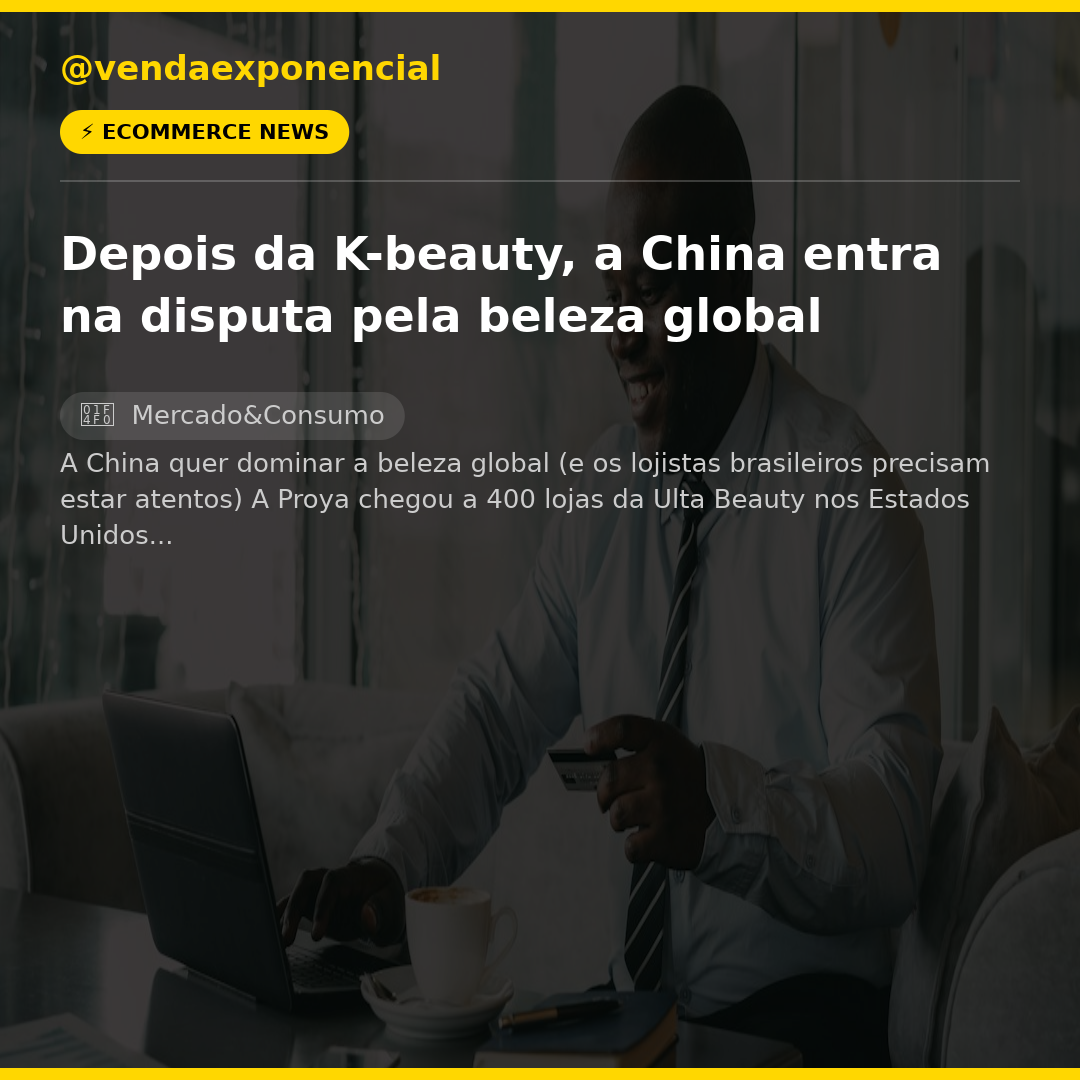 @vendaexponencial
⚡ ECOMMERCE NEWS
Depois da K-beauty, a China entra
na disputa pela beleza global
Mercado&Consumo
A China quer dominar a beleza global (e os lojistas brasileiros precisam
estar atentos) A Proya chegou a 400 lojas da Ulta Beauty nos Estados
Unidos...